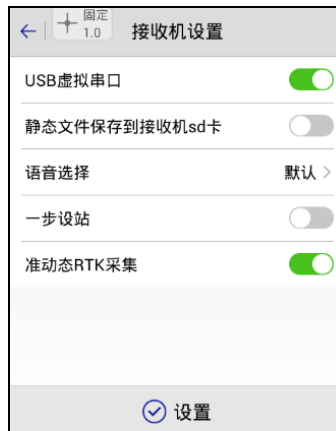 固定
1.0
接收机设置
USB虚拟串口
静态文件保存到接收机sd卡
语音选择 默认 >
一步设站
准动态RTK采集
设置